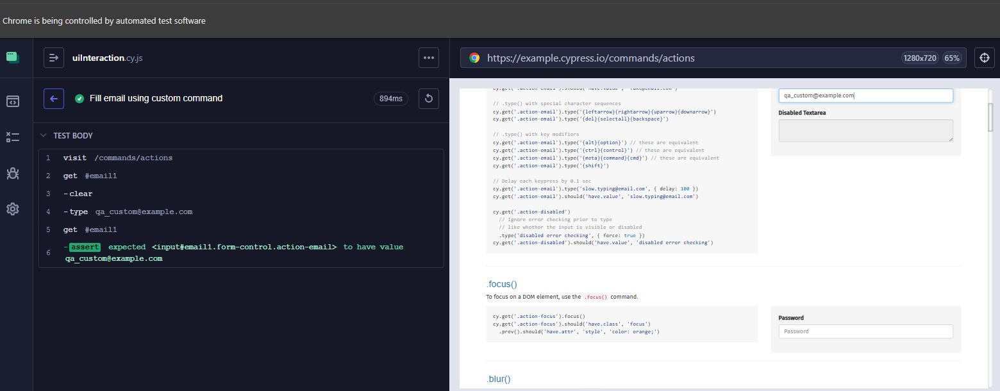 Chrome is being controlled by automated test software
uiInteraction.cy.js
https://example.cypress.io/commands/actions
1280x720
65%
Fill email using custom command
894ms
TEST BODY
1 visit /commands/actions
2 get #email1
3 -clear
4 -type qa_custom@example.com
5 get #email1
6 -assert expected <input#email1.form-control.action-email> to have value
qa_custom@example.com
// .type() with special character sequences
cy.get('.action-email').type('{leftarrow}{rightarrow}{uparrow}{downarrow}')
cy.get('.action-email').type('{del}{selectall}{backspace}')
// .type() with key modifiers
cy.get('.action-email').type('{alt}{option}') // these are equivalent
cy.get('.action-email').type('{ctrl}{control}') // these are equivalent
cy.get('.action-email').type('{meta}{command}{cmd}') // these are equivalent
cy.get('.action-email').type('{shift}')
// Delay each keypress by 0.1 sec
cy.get('.action-email').type('slow.typing@email.com', { delay: 100 })
cy.get('.action-email').should('have.value', 'slow.typing@email.com')
cy.get('.action-disabled')
// Ignore error checking prior to type
// like whether the input is visible or disabled
.type('disabled error checking', { force: true })
cy.get('.action-disabled').should('have.value', 'disabled error checking')
qa_custom@example.com
Disabled Textarea
.focus()
To focus on a DOM element, use the .focus() command.
cy.get('.action-focus').focus()
cy.get('.action-focus').should('have.class', 'focus')
.prev().should('have.attr', 'style', 'color: orange;')
Password
Password
.blur()